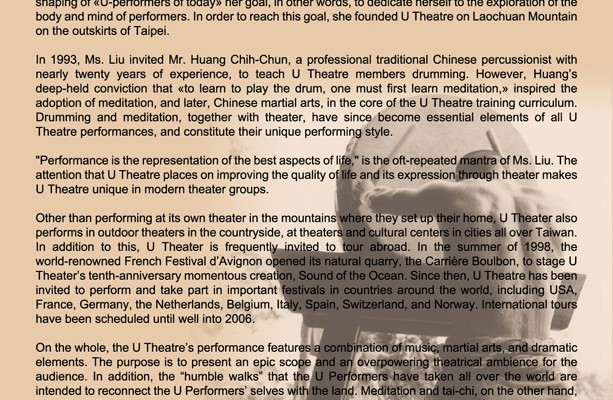 shaping of «U-performers of today» her goal, in other words, to dedicate herself to the exploration of the
body and mind of performers. In order to reach this goal, she founded U Theatre on Laochuan Mountain
on the outskirts of Taipei.
In 1993, Ms. Liu invited Mr. Huang Chih-Chun, a professional traditional Chinese percussionist with
nearly twenty years of experience, to teach U Theatre members drumming. However, Huang's
deep-held conviction that «to learn to play the drum, one must first learn meditation,» inspired the
adoption of meditation, and later, Chinese martial arts, in the core of the U Theatre training curriculum.
Drumming and meditation, together with theater, have since become essential elements of all U
Theatre performances, and constitute their unique performing style.
"Performance is the representation of the best aspects of life," is the oft-repeated mantra of Ms. Liu. The
attention that U Theatre places on improving the quality of life and its expression through theater makes
U Theatre unique in modern theater groups.
Other than performing at its own theater in the mountains where they set up their home, U Theater also
performs in outdoor theaters in the countryside, at theaters and cultural centers in cities all over Taiwan.
In addition to this, U Theater is frequently invited to tour abroad. In the summer of 1998, the
world-renowned French Festival d'Avignon opened its natural quarry, the Carrière Boulbon, to stage U
Theater's tenth-anniversary momentous creation, Sound of the Ocean. Since then, U Theatre has been
invited to perform and take part in important festivals in countries around the world, including USA,
France, Germany, the Netherlands, Belgium, Italy, Spain, Switzerland, and Norway. International tours
have been scheduled until well into 2006.
On the whole, the U Theatre's performance features a combination of music, martial arts, and dramatic
elements. The purpose is to present an epic scope and an overpowering theatrical ambience for the
audience. In addition, the “humble walks” that the U Performers have taken all over the world are
intended to reconnect the U Performers' selves with the land. Meditation and tai-chi, on the other hand,